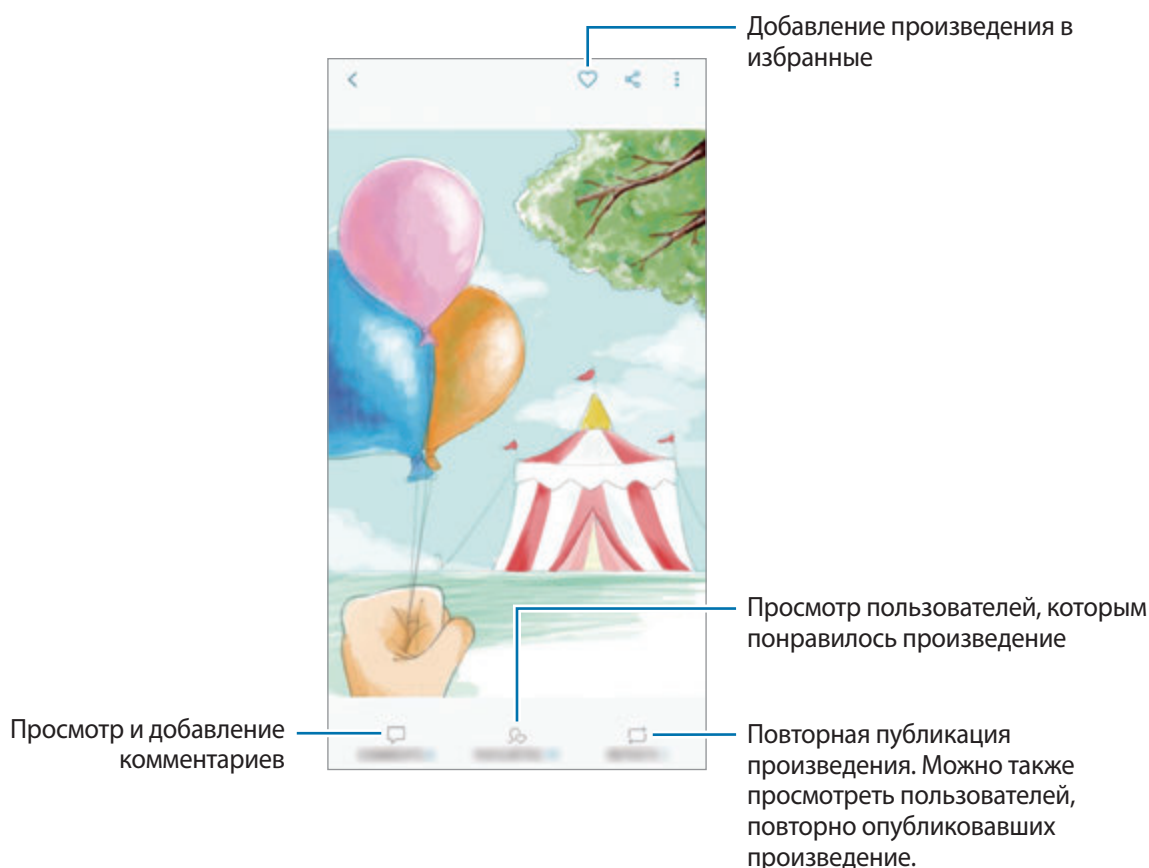 Добавление произведения в
избранные
Просмотр пользователей, которым
понравилось произведение
Просмотр и добавление
комментариев
Повторная публикация
произведения. Можно также
просмотреть пользователей,
повторно опубликовавших
произведение.